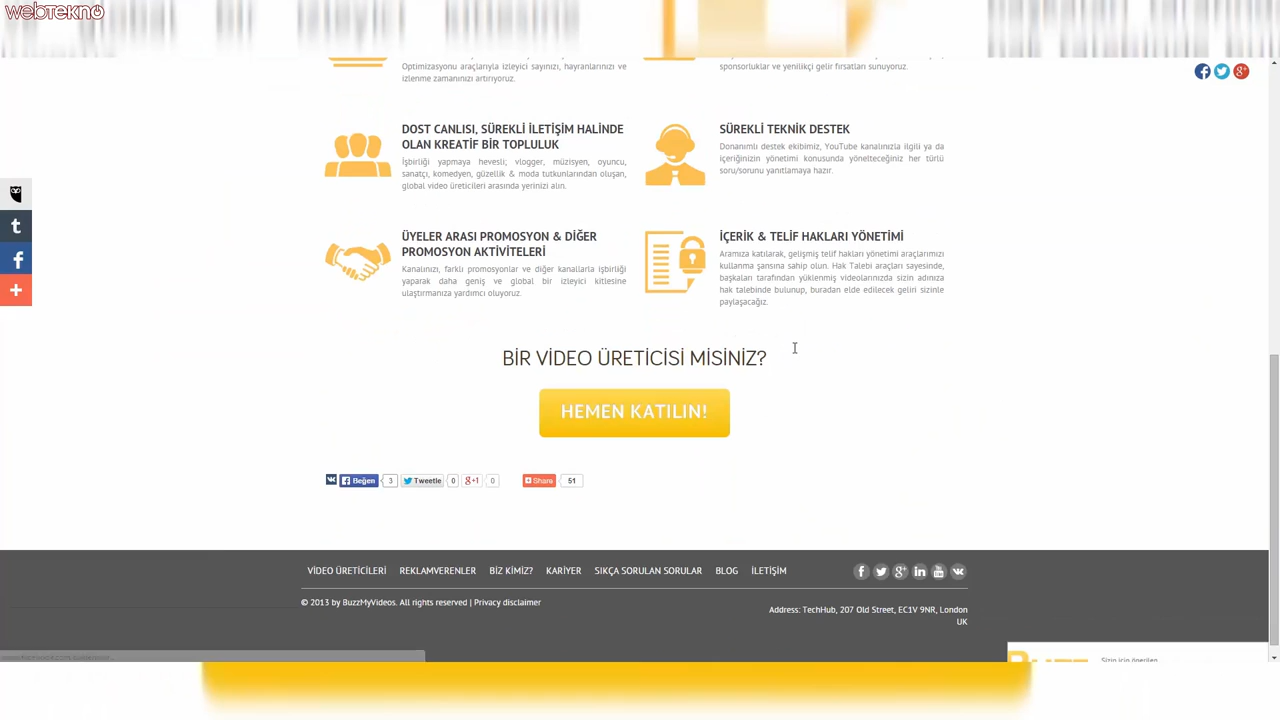 webtekno
Optimizasyonu araçlarıyla izleyici sayınızı, hayranlarınızı ve
izlenme zamanınızı artırıyoruz.
sponsorluklar ve yenilikçi gelir fırsatları sunuyoruz.
DOST CANLISI, SÜREKLİ İLETİŞİM HALİNDE
OLAN KREATİF BİR TOPLULUK
İşbirliği yapmaya hevesli; vlogger, müzisyen, oyuncu,
sanatçı, komedyen, güzellik & moda tutkunlarından oluşan,
global video üreticileri arasında yerinizi alın.
SÜREKLİ TEKNİK DESTEK
Donanımlı destek ekibimiz, YouTube kanalınızla ilgili ya da
içeriğinizin yönetimi konusunda yönelteceğiniz her türlü
soru/sorunu yanıtlamaya hazır.
ÜYELER ARASI PROMOSYON & DİĞER
PROMOSYON AKTİVİTELERİ
Kanalınızı, farklı promosyonlar ve diğer kanallarla işbirliği
yaparak daha geniş ve global bir izleyici kitlesine
ulaştırmanıza yardımcı oluyoruz.
İÇERİK & TELİF HAKLARI YÖNETİMİ
Aramıza katılarak, gelişmiş telif hakları yönetimi araçlarımızı
kullanma şansına sahip olun. Hak Talebi araçları sayesinde,
başkaları tarafından yüklenmiş videolarınızda sizin adınıza
hak talebinde bulunup, buradan elde edilecek geliri sizinle
paylaşacağız.
BİR VİDEO ÜRETİCİSİ MİSİNİZ?
HEMEN KATILIN!
Beğen 3 Tweetle 0 +1 0 Share 51
VİDEO ÜRETİCİLERİ REKLAMVERENLER BİZ KİMİZ? KARİYER SIKÇA SORULAN SORULAR BLOG İLETİŞİM
© 2013 by BuzzMyVideos. All rights reserved | Privacy disclaimer
Address: TechHub, 207 Old Street, EC1V 9NR, London
UK
Sizin için önerilen